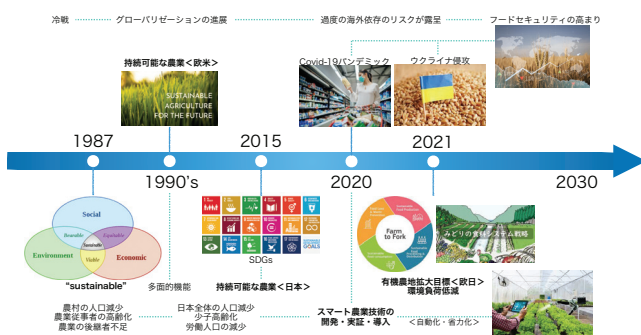 冷戦
グローバリゼーションの進展
過度の海外依存のリスクが露呈
フードセキュリティの高まり
持続可能な農業<欧米>
Covid-19パンデミック
ウクライナ侵攻
SUSTAINABLE
AGRICULTURE
FOR THE FUTURE
1987
2015
2021
1990's
2020
2030
Social
Bearable
Equitable
Sustainable
Environment
Viable
Economic
"sustainable"
多面的機能
SDGs
持続可能な農業<日本>
Farm
to
Fork
みどりの食料システム戦略
有機農地拡大目標<欧日>
環境負荷低減
農村の人口減少
農業従事者の高齢化
農業の後継者不足
日本全体の人口減少
少子高齢化
労働人口の減少
スマート農業技術の
開発・実証・導入
<自動化・省力化>